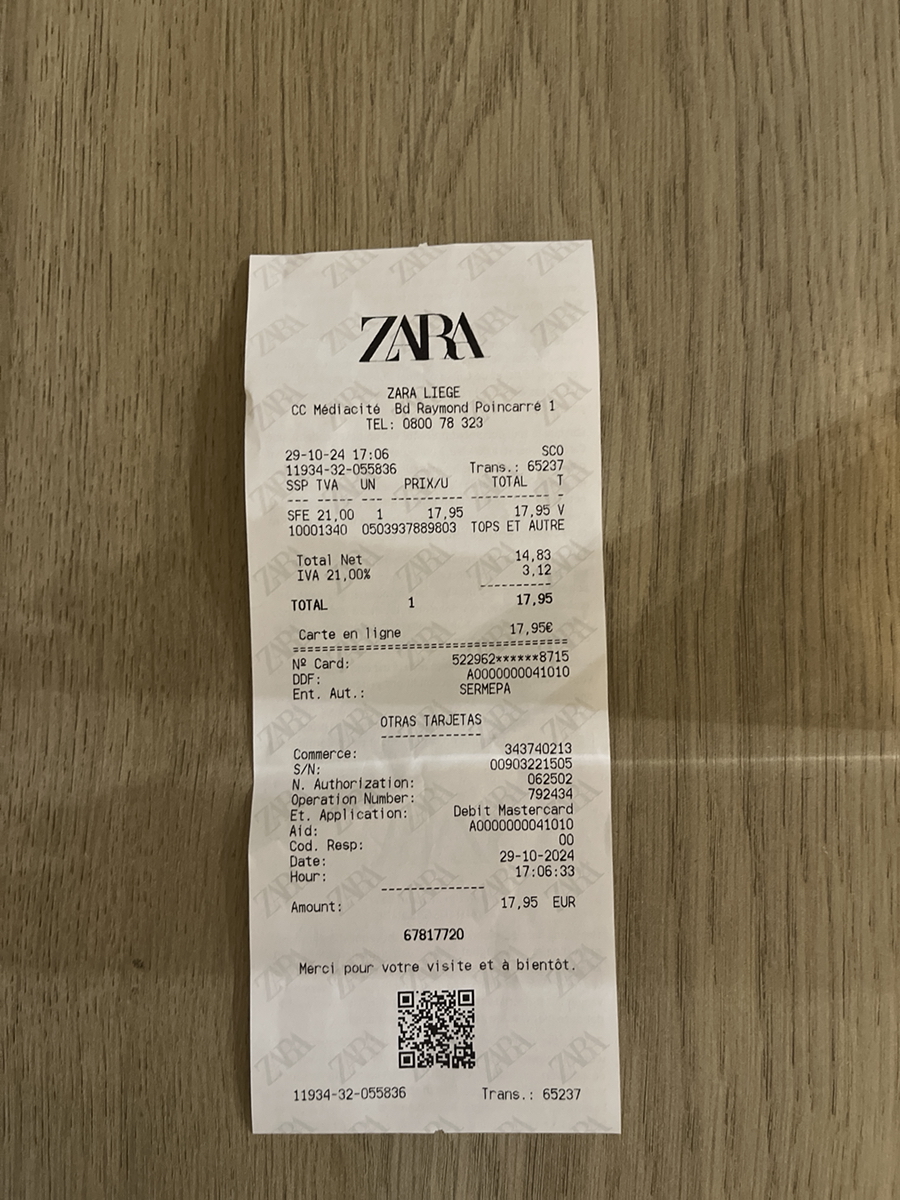 ZARA
ZARA LIEGE
CC Médiacité Bd Raymond Poincarré 1
TEL: 0800 78 323
29-10-24 17:06 SCO
11934-32-055836 Trans.: 65237
SSP TVA UN PRIX/U TOTAL T
--- ----- --- ---------- ----------- -
SFE 21,00 1 17,95 17,95 V
10001340 0503937889803 TOPS ET AUTRE
Total Net 14,83
IVA 21,00% 3,12
----------
TOTAL 1 17,95
Carte en ligne 17,95€
======================================
Nº Card: 522962******8715
DDF: A0000000041010
Ent. Aut.: SERMEPA
OTRAS TARJETAS
--------------
Commerce: 343740213
S/N: 00903221505
N. Authorization: 062502
Operation Number: 792434
Et. Application: Debit Mastercard
Aid: A0000000041010
Cod. Resp: 00
Date: 29-10-2024
Hour: 17:06:33
--------------
Amount: 17,95 EUR
67817720
Merci pour votre visite et à bientôt.
11934-32-055836 Trans.: 65237